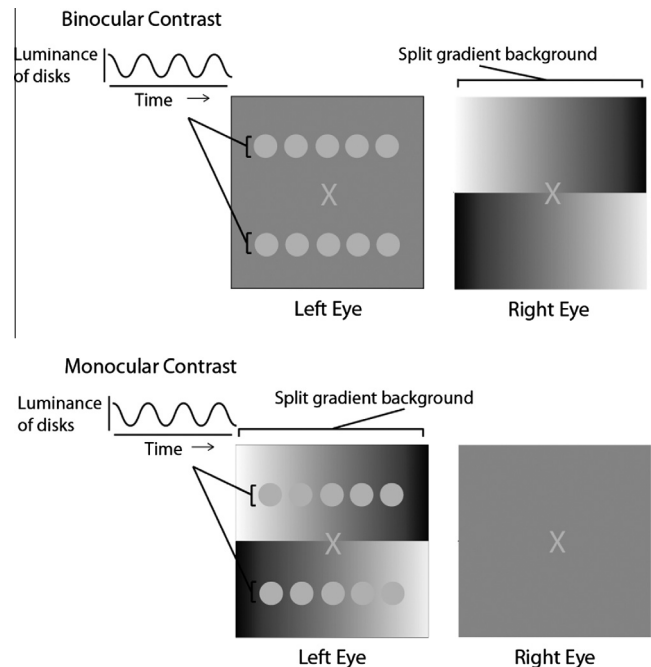 Binocular Contrast
Luminance
of disks
Time →
Split gradient background
X
X
Left Eye
Right Eye
Monocular Contrast
Luminance
of disks
Time →
Split gradient background
X
X
Left Eye
Right Eye